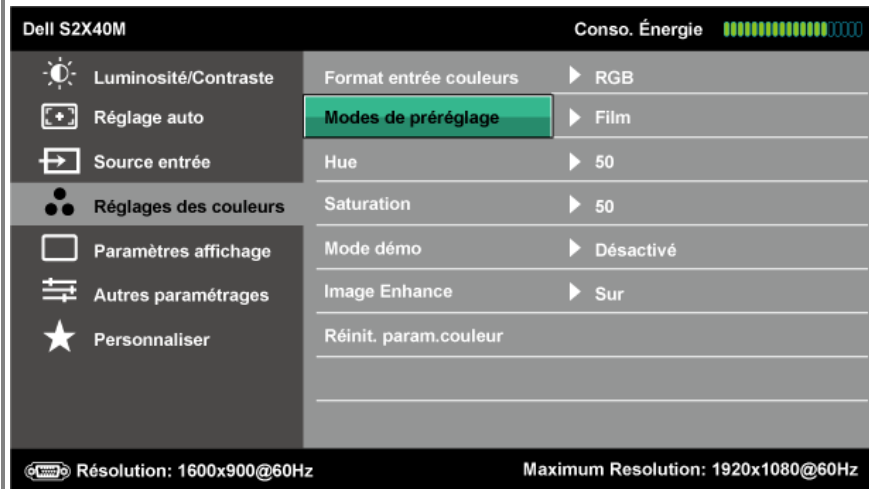 Dell S2X40M Conso. Énergie
Luminosité/Contraste Format entrée couleurs RGB
Réglage auto Modes de préréglage Film
Source entrée Hue 50
Réglages des couleurs Saturation 50
Paramètres affichage Mode démo Désactivé
Autres paramétrages Image Enhance Sur
Personnaliser Réinit. param.couleur
Résolution: 1600x900@60Hz Maximum Resolution: 1920x1080@60Hz